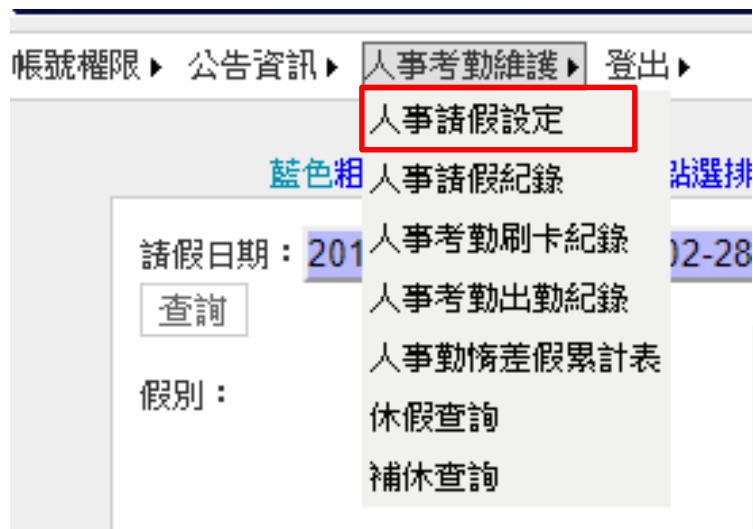 帳號權限 公告資訊 人事考勤維護 登出
人事請假設定
藍色粗
點選排
人事請假紀錄
請假日期：201
02-28
人事考勤刷卡紀錄
查詢
人事考勤出勤紀錄
人事勤惰差假累計表
假別：
休假查詢
補休查詢